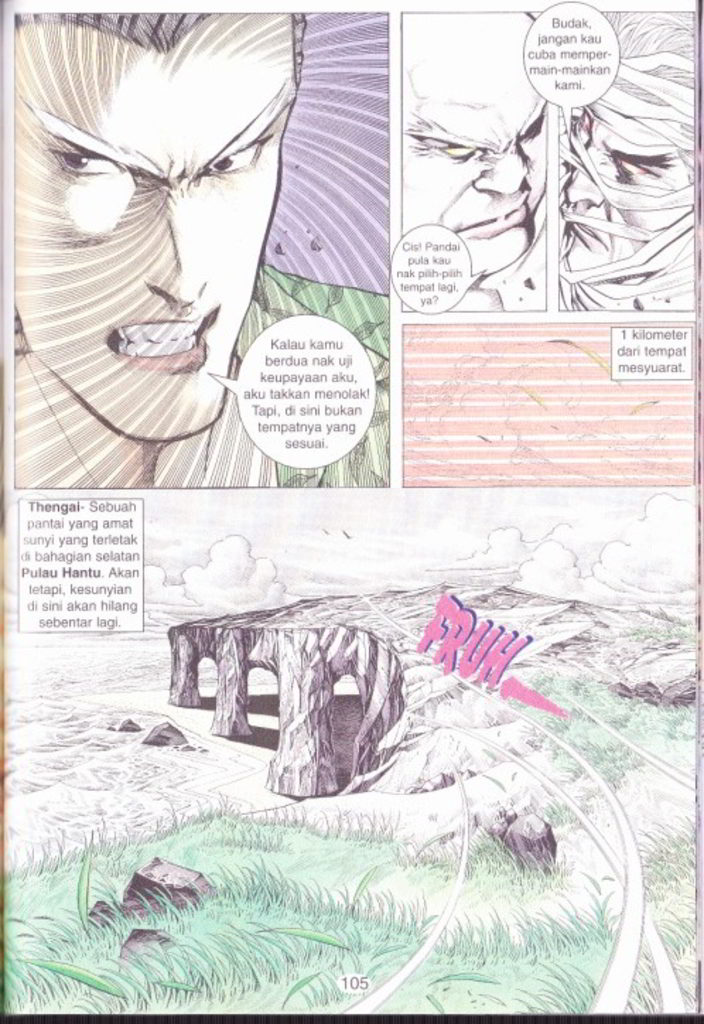 Kalau kamu
berdua nak uji
keupayaan aku,
aku takkan menolak!
Tapi, di sini bukan
tempatnya yang
sesuai.
Budak,
jangan kau
cuba memper-
main-mainkan
kami.
Cis! Pandai
pula kau
nak pilih-pilih
tempat lagi,
ya?
1 kilometer
dari tempat
mesyuarat.
Thengai- Sebuah
pantai yang amat
sunyi yang terletak
di bahagian selatan
Pulau Hantu. Akan
tetapi, kesunyian
di sini akan hilang
sebentar lagi.
FRUH
105